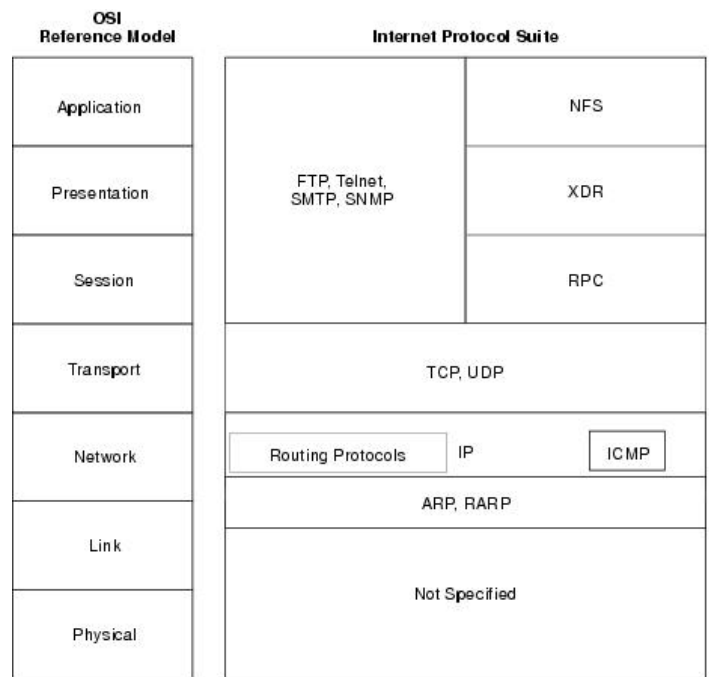 OSI
Reference Model
Internet Protocol Suite
Application
Presentation
Session
Transport
Network
Link
Physical
FTP, Telnet,
SMTP, SNMP
NFS
XDR
RPC
TCP, UDP
Routing Protocols
IP
ICMP
ARP, RARP
Not Specified